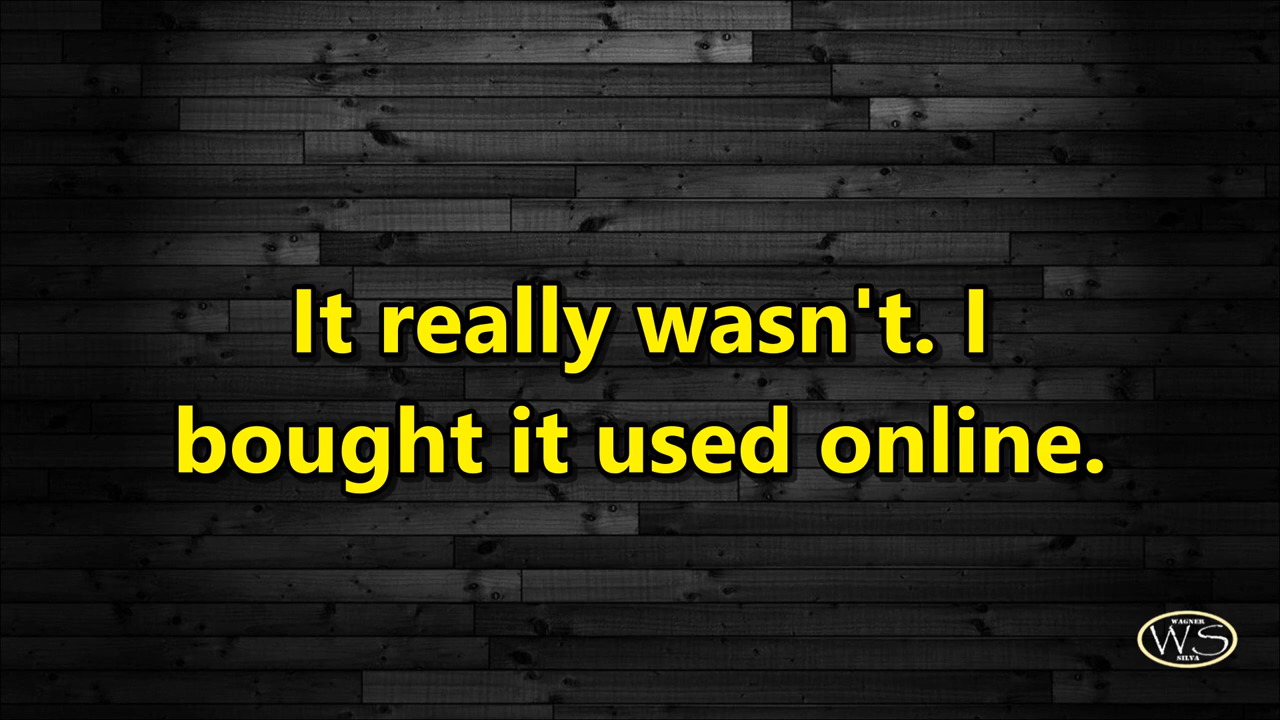 It really wasn't. I
bought it used online.
WAGNER
WS
SILVA